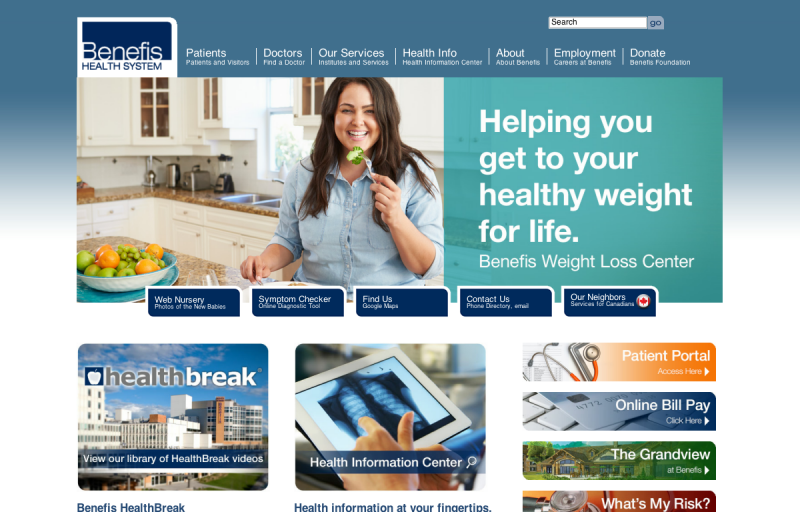 Search
go
Benefis
HEALTH SYSTEM
Patients
Patients and Visitors
Doctors
Find a Doctor
Our Services
Institutes and Services
Health Info
Health Information Center
About
About Benefis
Employment
Careers at Benefis
Donate
Benefis Foundation
Helping you
get to your
healthy weight
for life.
Benefis Weight Loss Center
Web Nursery
Photos of the New Babies
Symptom Checker
Online Diagnostic Tool
Find Us
Google Maps
Contact Us
Phone Directory, email
Our Neighbors
Services for Canadians
healthbreak®
View our library of HealthBreak videos
Health Information Center
Patient Portal
Access Here
Online Bill Pay
Click Here
The Grandview
at Benefis
What's My Risk?
Benefis HealthBreak
Health information at your fingertips.